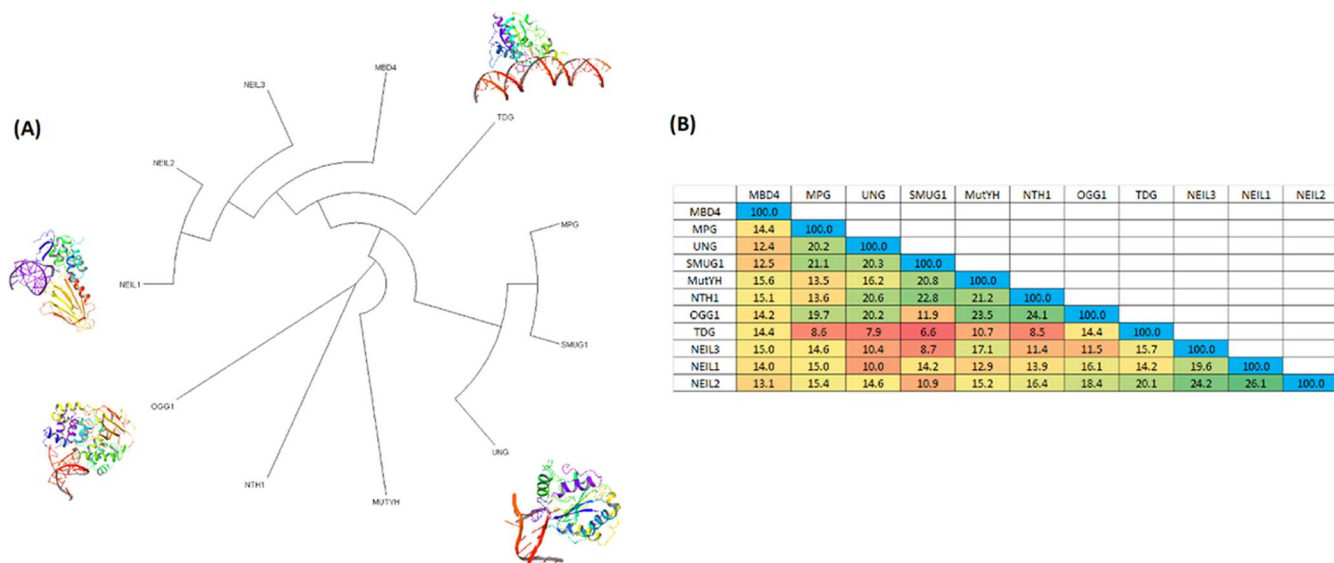 (A)
MBD4
NEIL3
TDG
NEIL2
MPG
NEIL1
SMUG1
OGG1
UNG
NTH1
MUTYH
(B)
MBD4 MPG UNG SMUG1 MutYH NTH1 OGG1 TDG NEIL3 NEIL1 NEIL2
MBD4 100.0
MPG 14.4 100.0
UNG 12.4 20.2 100.0
SMUG1 12.5 21.1 20.3 100.0
MutYH 15.6 13.5 16.2 20.8 100.0
NTH1 15.1 13.6 20.6 22.8 21.2 100.0
OGG1 14.2 19.7 20.2 11.9 23.5 24.1 100.0
TDG 14.4 8.6 7.9 6.6 10.7 8.5 14.4 100.0
NEIL3 15.0 14.6 10.4 8.7 17.1 11.4 11.5 15.7 100.0
NEIL1 14.0 15.0 10.0 14.2 12.9 13.9 16.1 14.2 19.6 100.0
NEIL2 13.1 15.4 14.6 10.9 15.2 16.4 18.4 20.1 24.2 26.1 100.0